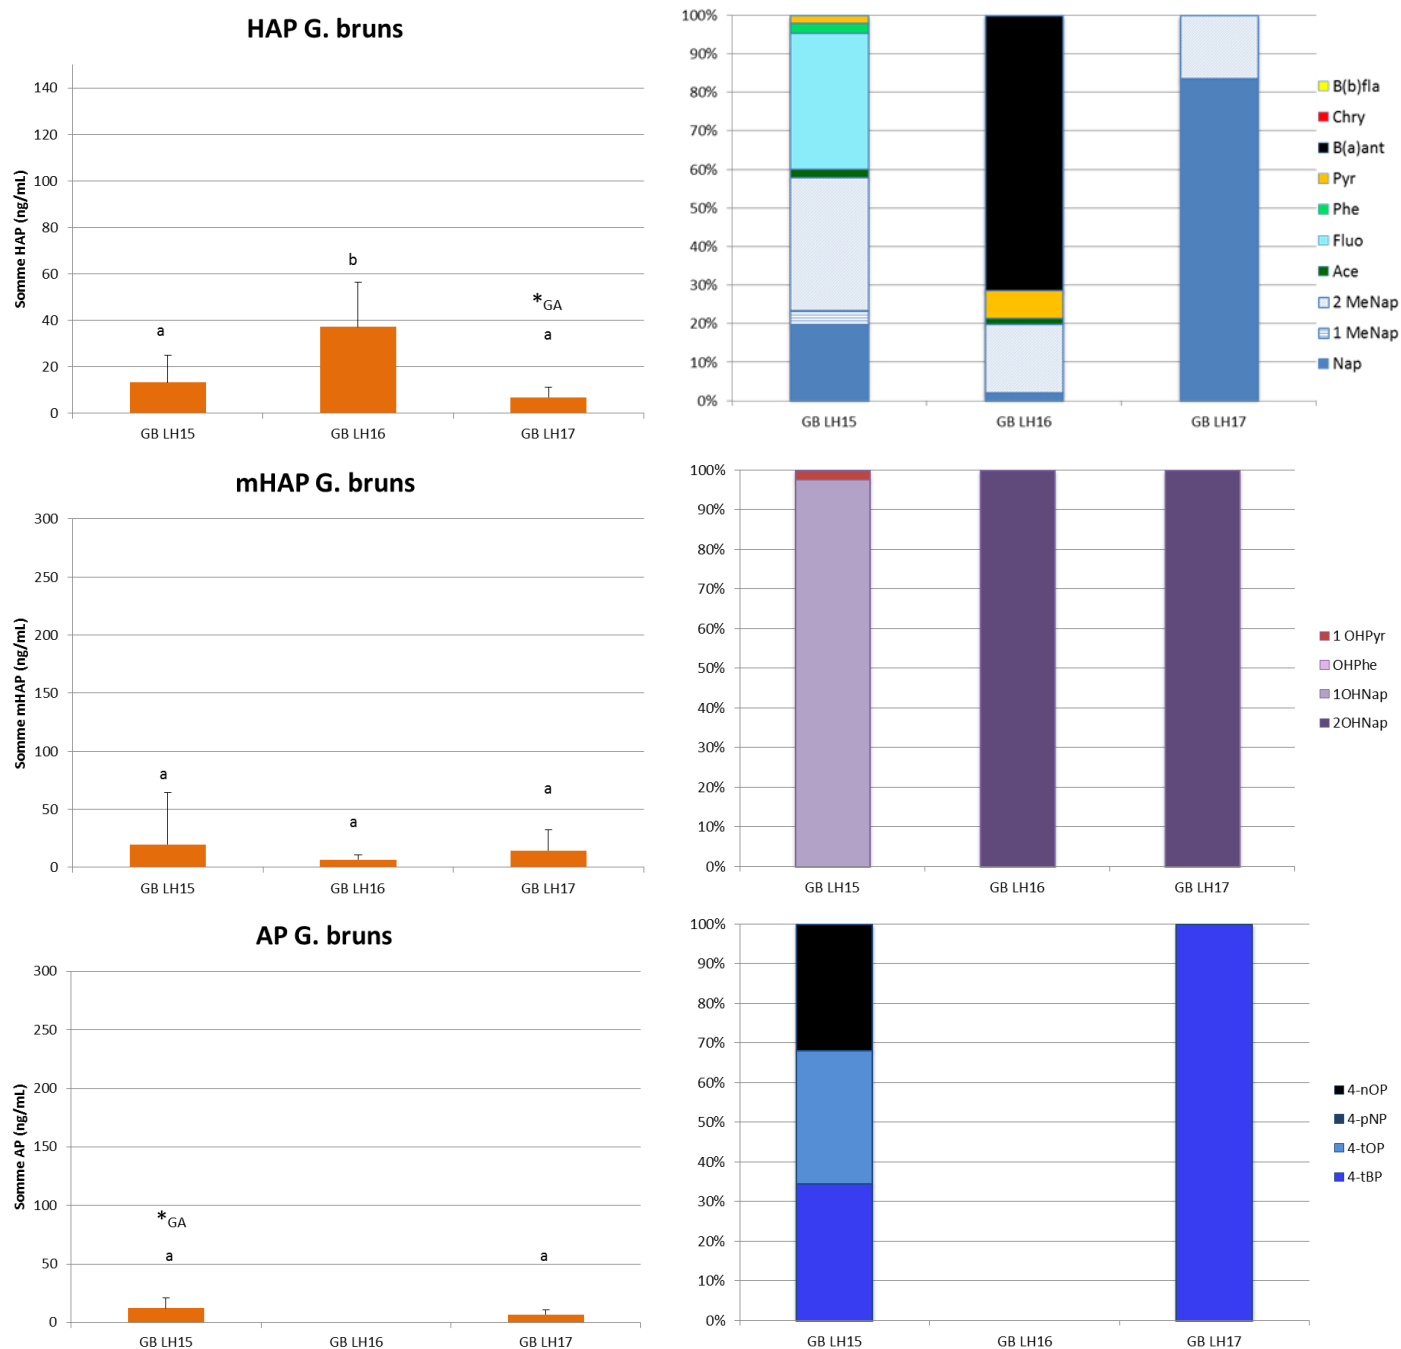 HAP G. bruns
Somme HAP (ng/mL)
140
120
100
80
60
40
20
0
a
b
*GA
a
GB LH15
GB LH16
GB LH17
100%
90%
80%
70%
60%
50%
40%
30%
20%
10%
0%
GB LH15
GB LH16
GB LH17
B(b)fla
Chry
B(a)ant
Pyr
Phe
Fluo
Ace
2 MeNap
1 MeNap
Nap
mHAP G. bruns
Somme mHAP (ng/mL)
300
250
200
150
100
50
0
a
a
a
GB LH15
GB LH16
GB LH17
100%
90%
80%
70%
60%
50%
40%
30%
20%
10%
0%
GB LH15
GB LH16
GB LH17
1 OHPyr
OHPhe
1OHNap
2OHNap
AP G. bruns
Somme AP (ng/mL)
300
250
200
150
100
50
0
*GA
a
a
GB LH15
GB LH16
GB LH17
100%
90%
80%
70%
60%
50%
40%
30%
20%
10%
0%
GB LH15
GB LH16
GB LH17
4-nOP
4-pNP
4-tOP
4-tBP